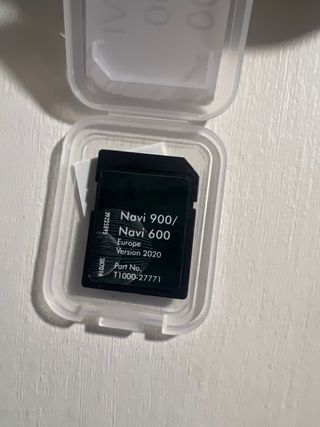 Navi 900/
Navi 600
Europe
Version 2020
Part No.
T1000-27771